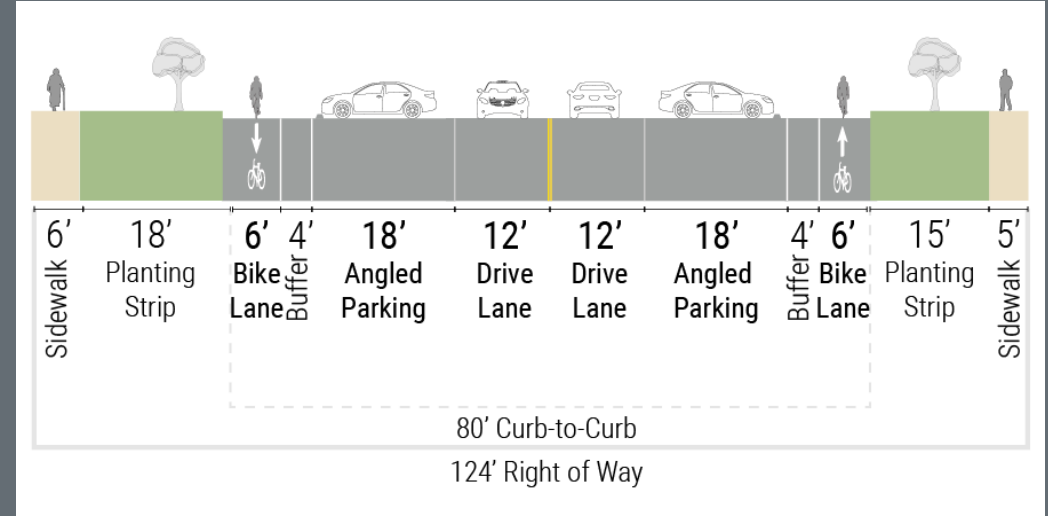 6’ 18’ 6’ 4’ 18’ 12’ 12’ 18’ 4’ 6’ 15’ 5’
Sidewalk
Planting
Strip
Bike
Lane
Buffer
Angled
Parking
Drive
Lane
Drive
Lane
Angled
Parking
Buffer
Bike
Lane
Planting
Strip
Sidewalk
80’ Curb-to-Curb
124’ Right of Way